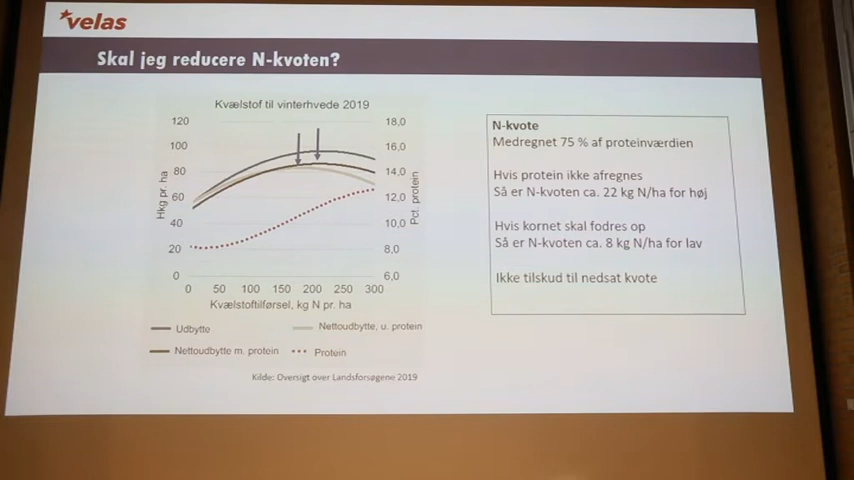 velas
Skal jeg reducere N-kvoten?
Kvælstof til vinterhvede 2019
120
100
80
60
40
20
0
Hkg pr. ha
18,0
16,0
14,0
12,0
10,0
8,0
6,0
Pct. protein
0 50 100 150 200 250 300
Kvælstoftilførsel, kg N pr. ha
Udbytte
Nettoudbytte, u. protein
Nettoudbytte m. protein
Protein
Kilde: Oversigt over Landsforsøgene 2019
N-kvote
Medregnet 75 % af proteinværdien
Hvis protein ikke afregnes
Så er N-kvoten ca. 22 kg N/ha for høj
Hvis kornet skal fodres op
Så er N-kvoten ca. 8 kg N/ha for lav
Ikke tilskud til nedsat kvote